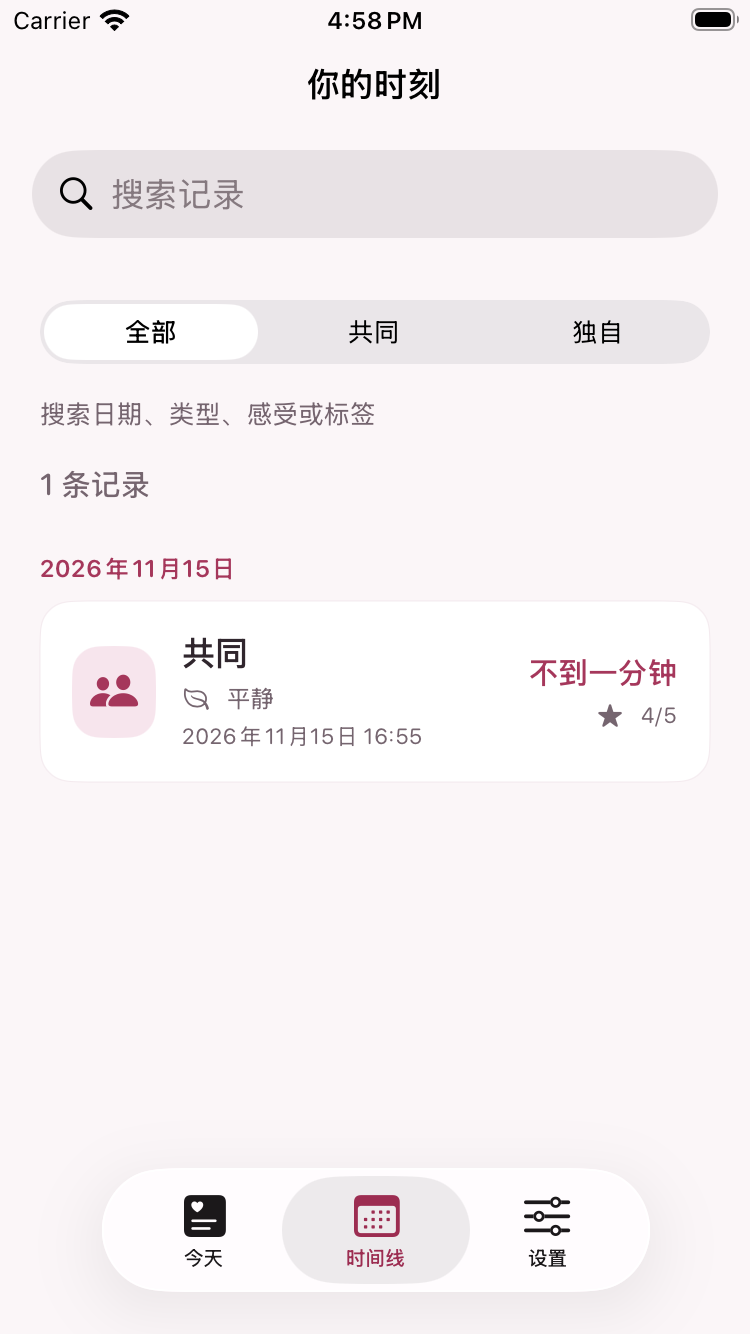 Carrier 4:58 PM
你的时刻
搜索记录
全部 共同 独自
搜索日期、类型、感受或标签
1 条记录
2026年11月15日
共同
平静
2026年11月15日 16:55
不到一分钟
4/5
今天 时间线 设置